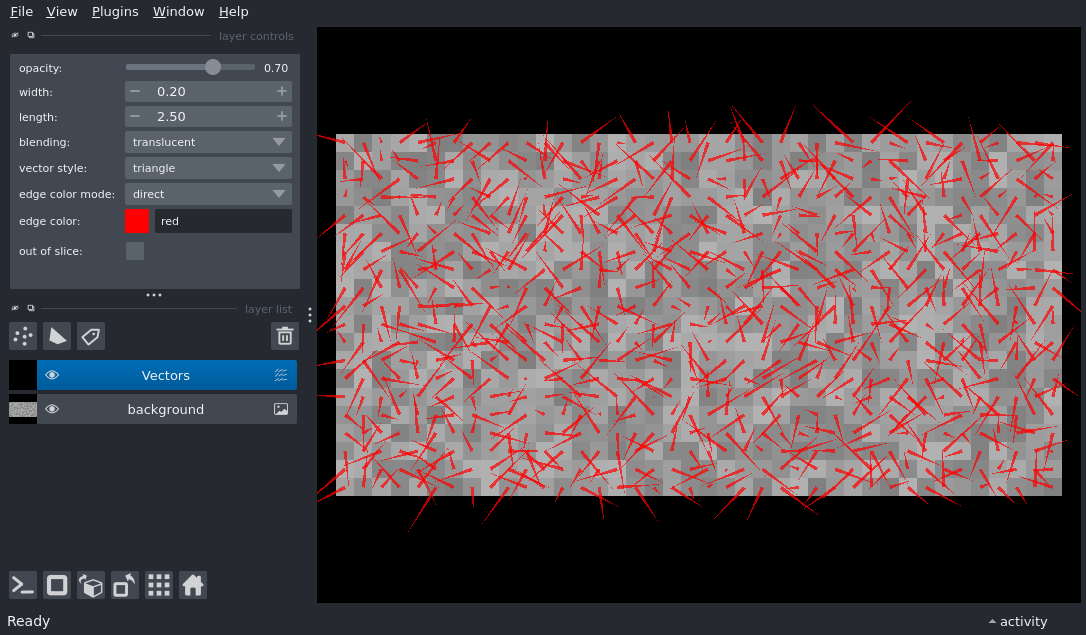 File View Plugins Window Help
layer controls
opacity: 0.70
width: − 0.20 +
length: − 2.50 +
blending: translucent
vector style: triangle
edge color mode: direct
edge color: red
out of slice:
layer list
Vectors
background
Ready
activity